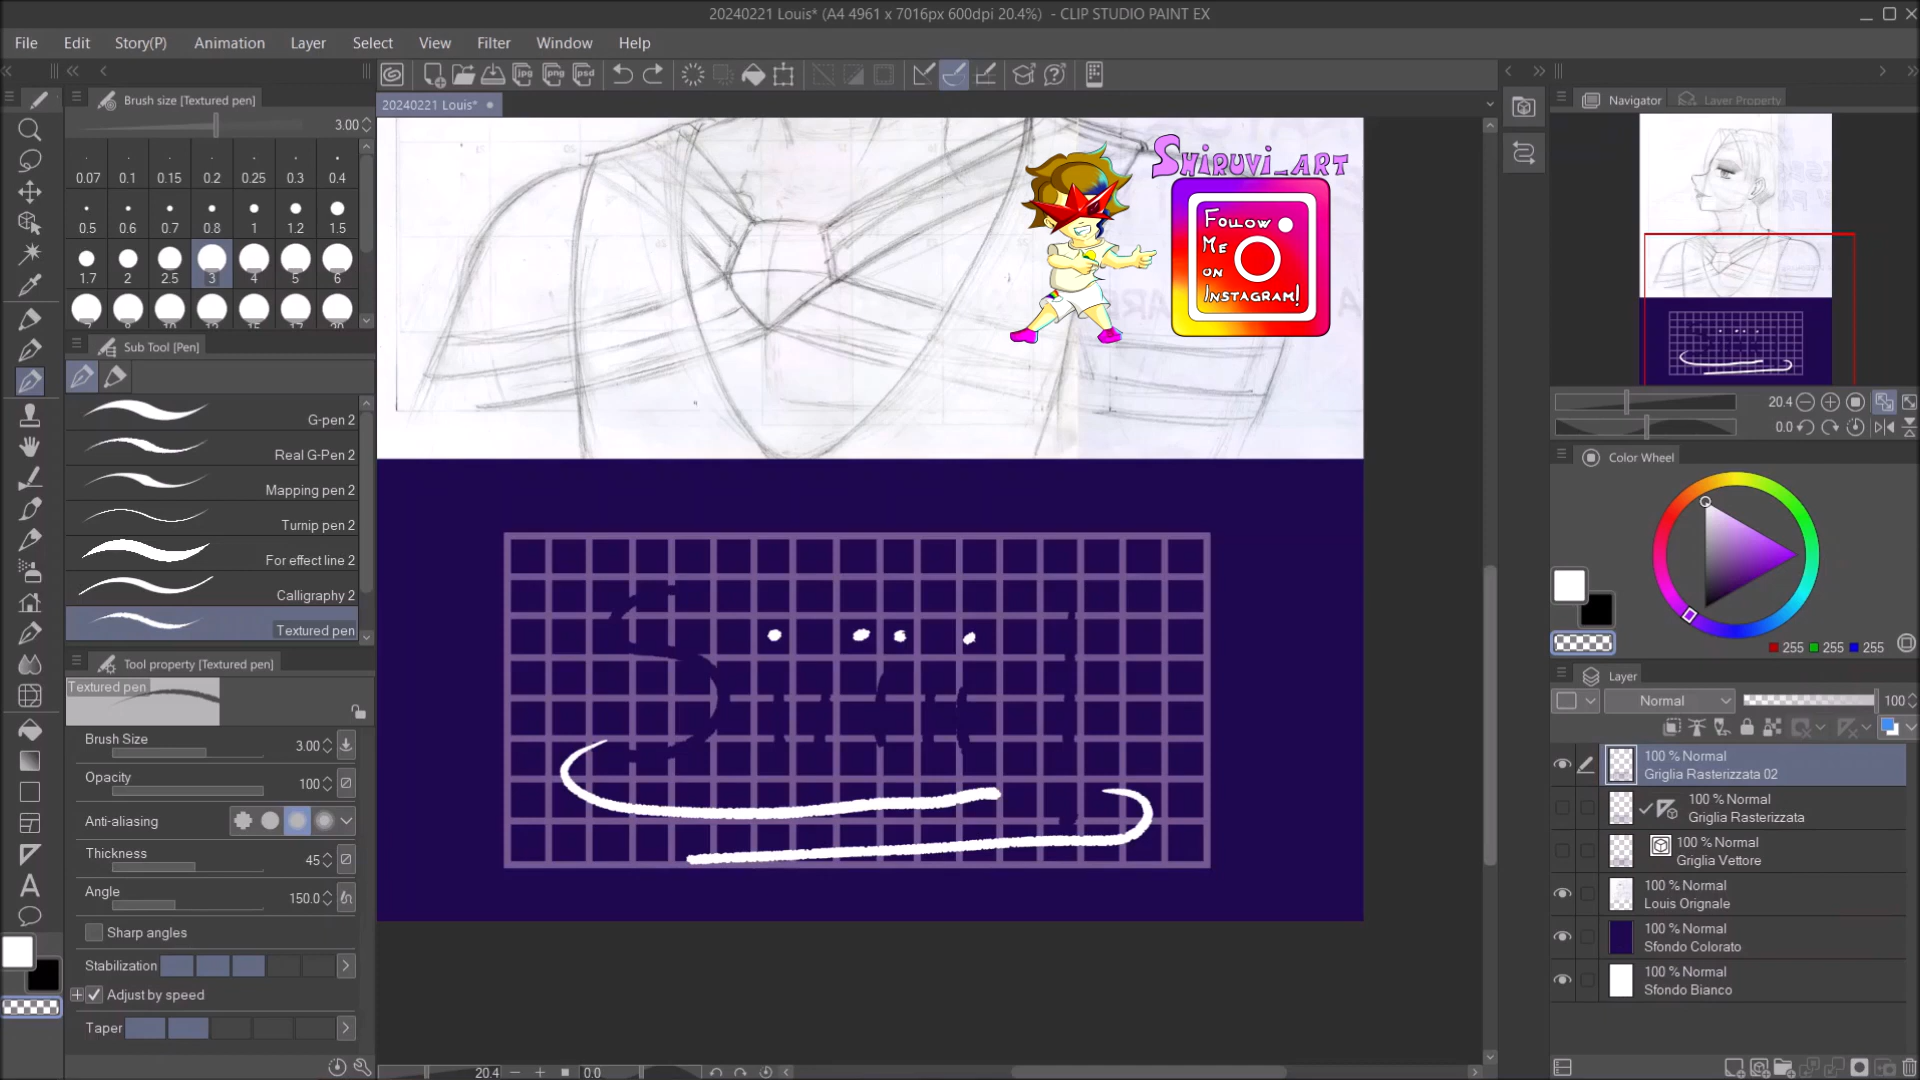 20240221 Louis* (A4 4961 x 7016px 600dpi 20.4%) - CLIP STUDIO PAINT EX
File Edit Story(P) Animation Layer Select View Filter Window Help
Brush size [Textured pen]
3.00
0.07 0.1 0.15 0.2 0.25 0.3 0.4
0.5 0.6 0.7 0.8 1 1.2 1.5
1.7 2 2.5 3 4 5 6
Sub Tool [Pen]
G-pen 2
Real G-Pen 2
Mapping pen 2
Turnip pen 2
For effect line 2
Calligraphy 2
Textured pen
Tool property [Textured pen]
Textured pen
Brush Size 3.00
Opacity 100
Anti-aliasing
Thickness 45
Angle 150.0
Sharp angles
Stabilization
Adjust by speed
Taper
jpg png psd
20240221 Louis*
SHIRUVI_ART
FOLLOW
ME
ON
INSTAGRAM!
20.4 0.0
Navigator Layer Property
20.4
0.0
Color Wheel
255 255 255
Layer
Normal 100
100 % Normal
Griglia Rasterizzata 02
100 % Normal
Griglia Rasterizzata
100 % Normal
Griglia Vettore
100 % Normal
Louis Orignale
100 % Normal
Sfondo Colorato
100 % Normal
Sfondo Bianco